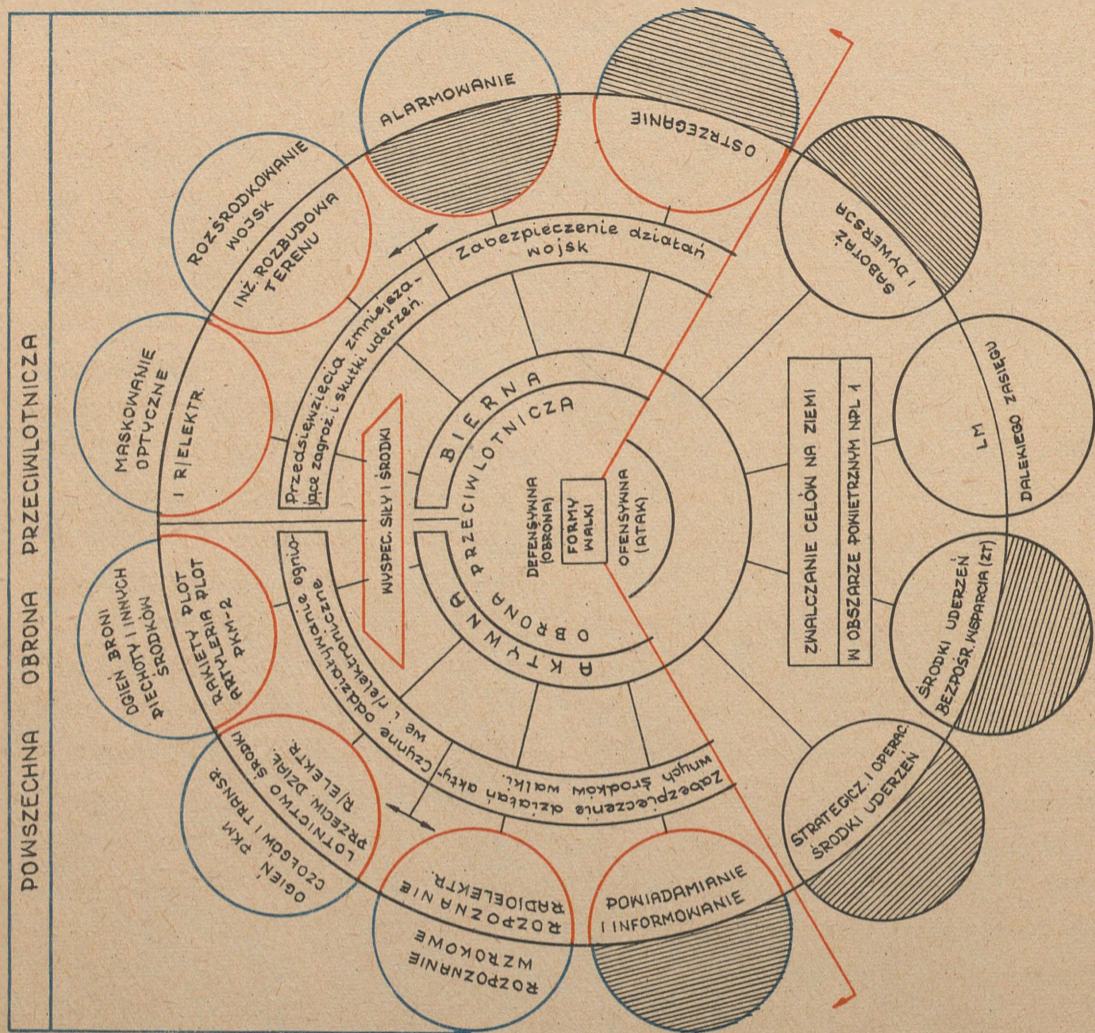 POWSZECHNA OBRONA PRZECIWLOTNICZA
MASKOWANIE
OPTYCZNE
I R/ELEKTR.
ROZŚRODKOWANIE
WOJSK
INŻ. ROZBUDOWA
TERENU
ALARMOWANIE
OSTRZEGANIE
SABOTAŻ
I DYWERSJA
LM
DALEKIEGO ZASIĘGU
ŚRODKI UDERZEŃ
BEZPOŚR. WSPARCIA (ZT)
STRATEGICZ. I OPERAC.
ŚRODKI UDERZEŃ
POWIADAMIANIE
I INFORMOWANIE
ROZPOZNANIE
RADIOELEKTR.
ROZPOZNANIE
WZROKOWE
LOTNICTWO
ŚRODKI
PRZECIW. DZIAŁ.
R/ELEKTR.
OGIEŃ PKM
CZOŁGÓW I TRANSP.
OGIEŃ BRONI
PIECHOTY I INNYCH
ŚRODKÓW
RAKIETY PLOT
ARTYLERIA PLOT
PKM-2
Przedsięwzięcia zmniejsza-
jące zagroż. i skutki uderzeń.
Zabezpieczenie działań
wojsk
Czynne oddziaływanie ognio-
we i r/elektroniczne
Zabezpieczenie działań akty-
wnych środków walki.
WYSPEC. SIŁY I ŚRODKI
AKTYWNA
BIERNA
OBRONA PRZECIWLOTNICZA
DEFENSYWNA
(OBRONA)
FORMY
WALKI
OFENSYWNA
(ATAK)
ZWALCZANIE CELÓW NA ZIEMI
W OBSZARZE POWIETRZNYM NPL 1